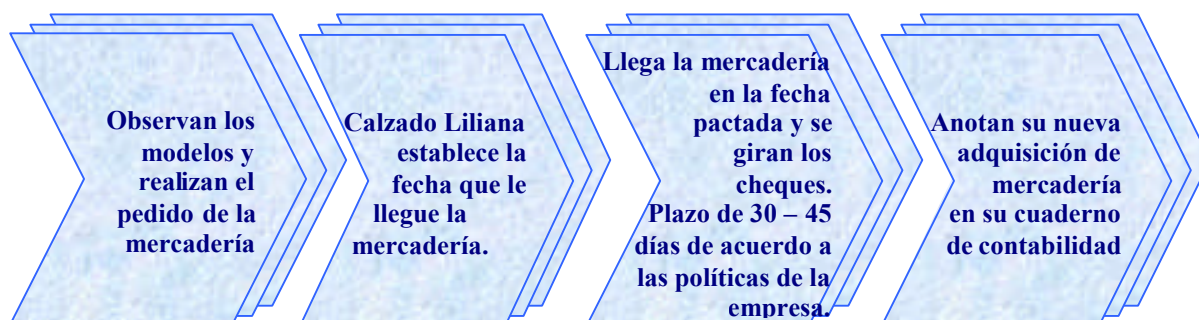 Observan los
modelos y
realizan el
pedido de la
mercadería
Calzado Liliana
establece la
fecha que le
llegue la
mercadería.
Llega la mercadería
en la fecha
pactada y se
giran los
cheques.
Plazo de 30 – 45
días de acuerdo a
las políticas de la
empresa.
Anotan su nueva
adquisición de
mercadería
en su cuaderno
de contabilidad